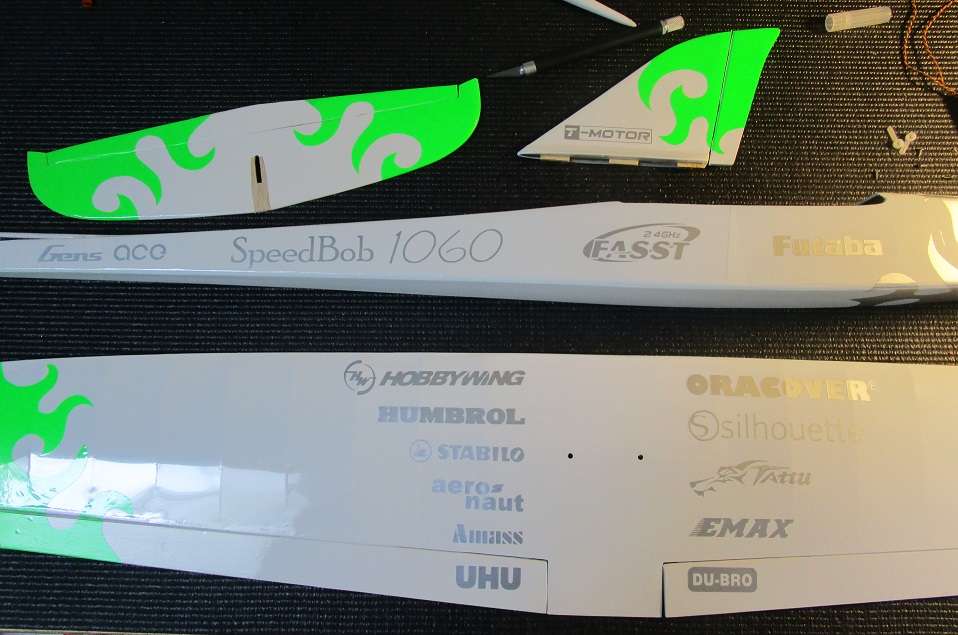 T-MOTOR
Gens ace
SpeedBob 1060
2.4GHz
FASST
Futaba
HW HOBBYWING
HUMBROL
STABILO
aero
naut
Amass
UHU
ORACOVER®
S silhouette
TATTU
EMAX
DU-BRO